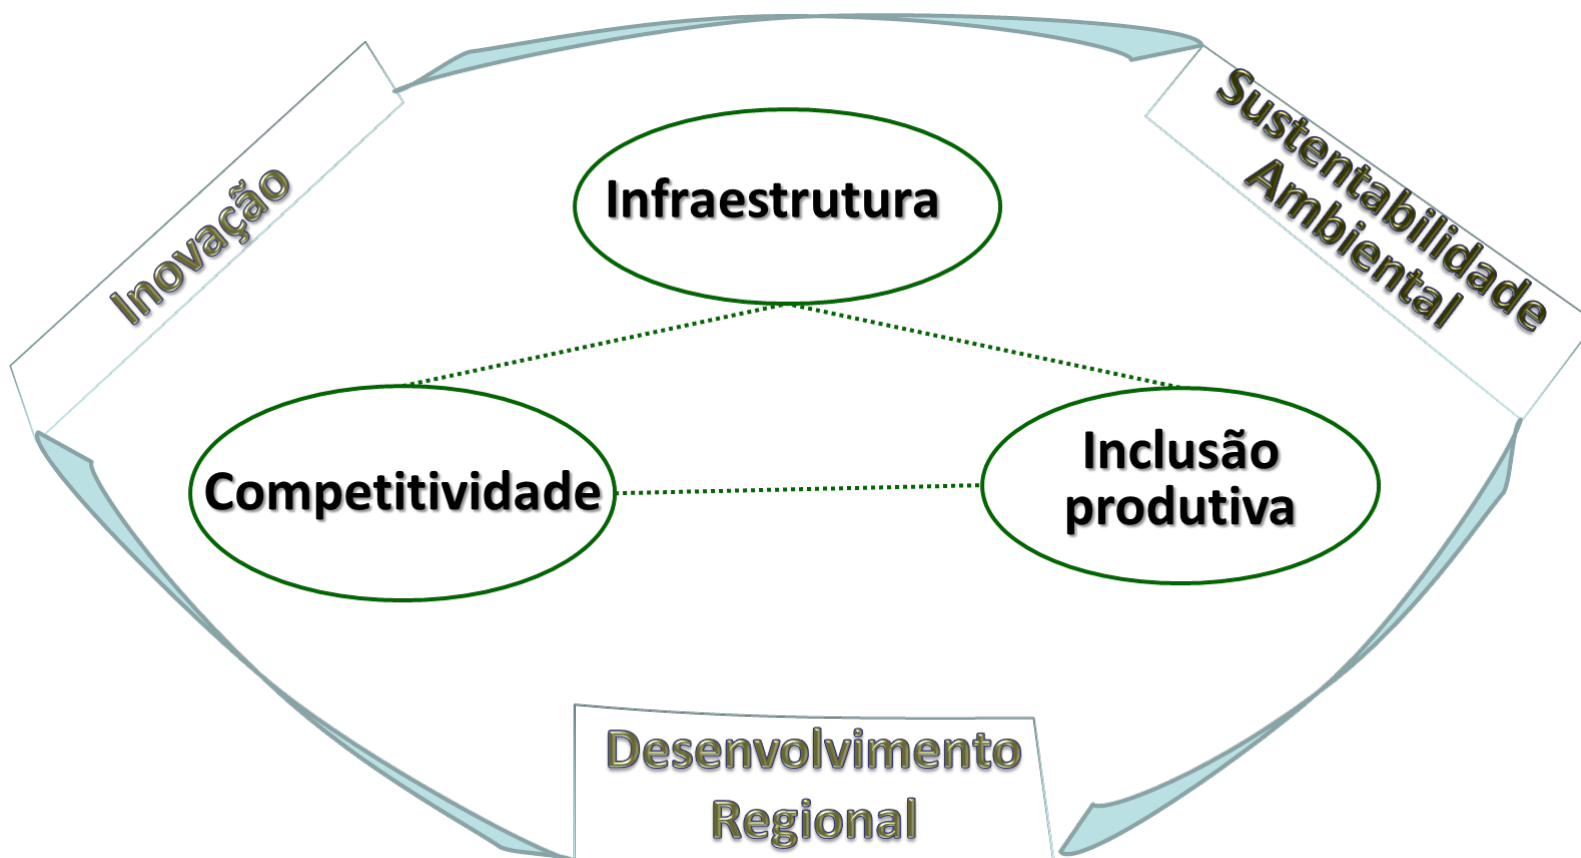 Inovação
Sustentabilidade
Ambiental
Infraestrutura
Competitividade
Inclusão
produtiva
Desenvolvimento
Regional